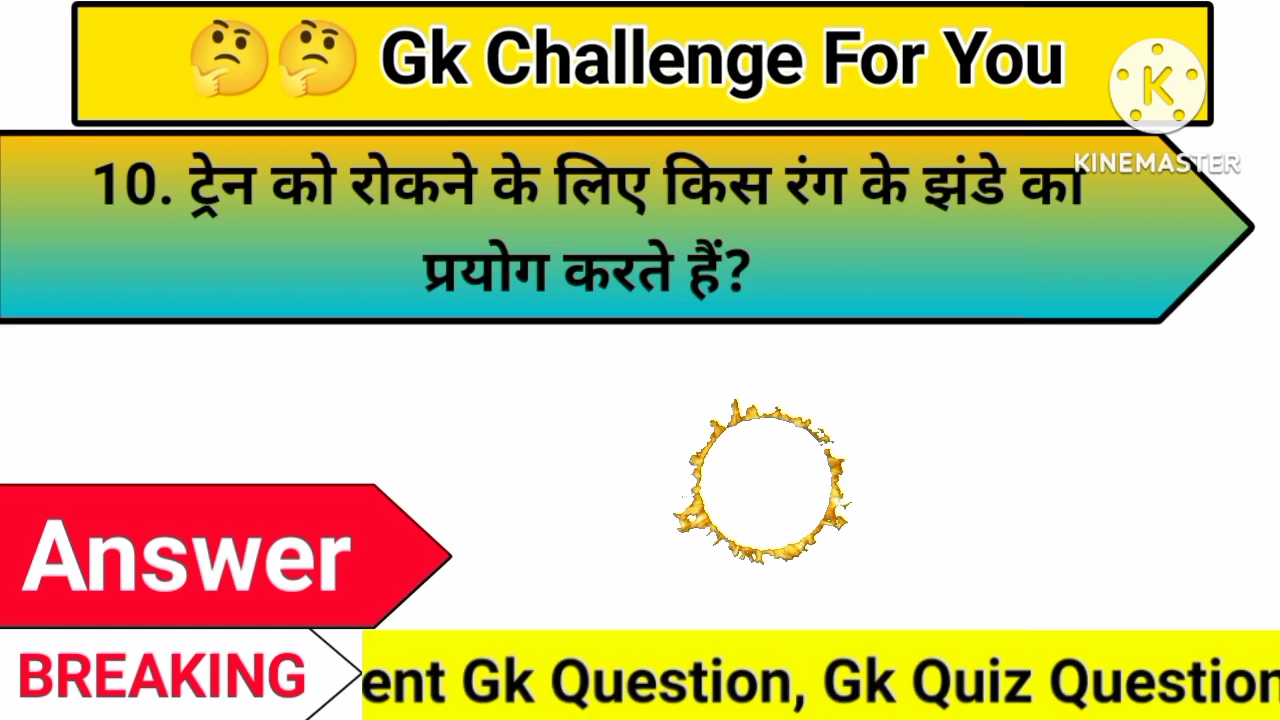 🤔🤔 Gk Challenge For You
K
KINEMASTER
10. ट्रेन को रोकने के लिए किस रंग के झंडे का
प्रयोग करते हैं?
Answer
BREAKING
ent Gk Question, Gk Quiz Question